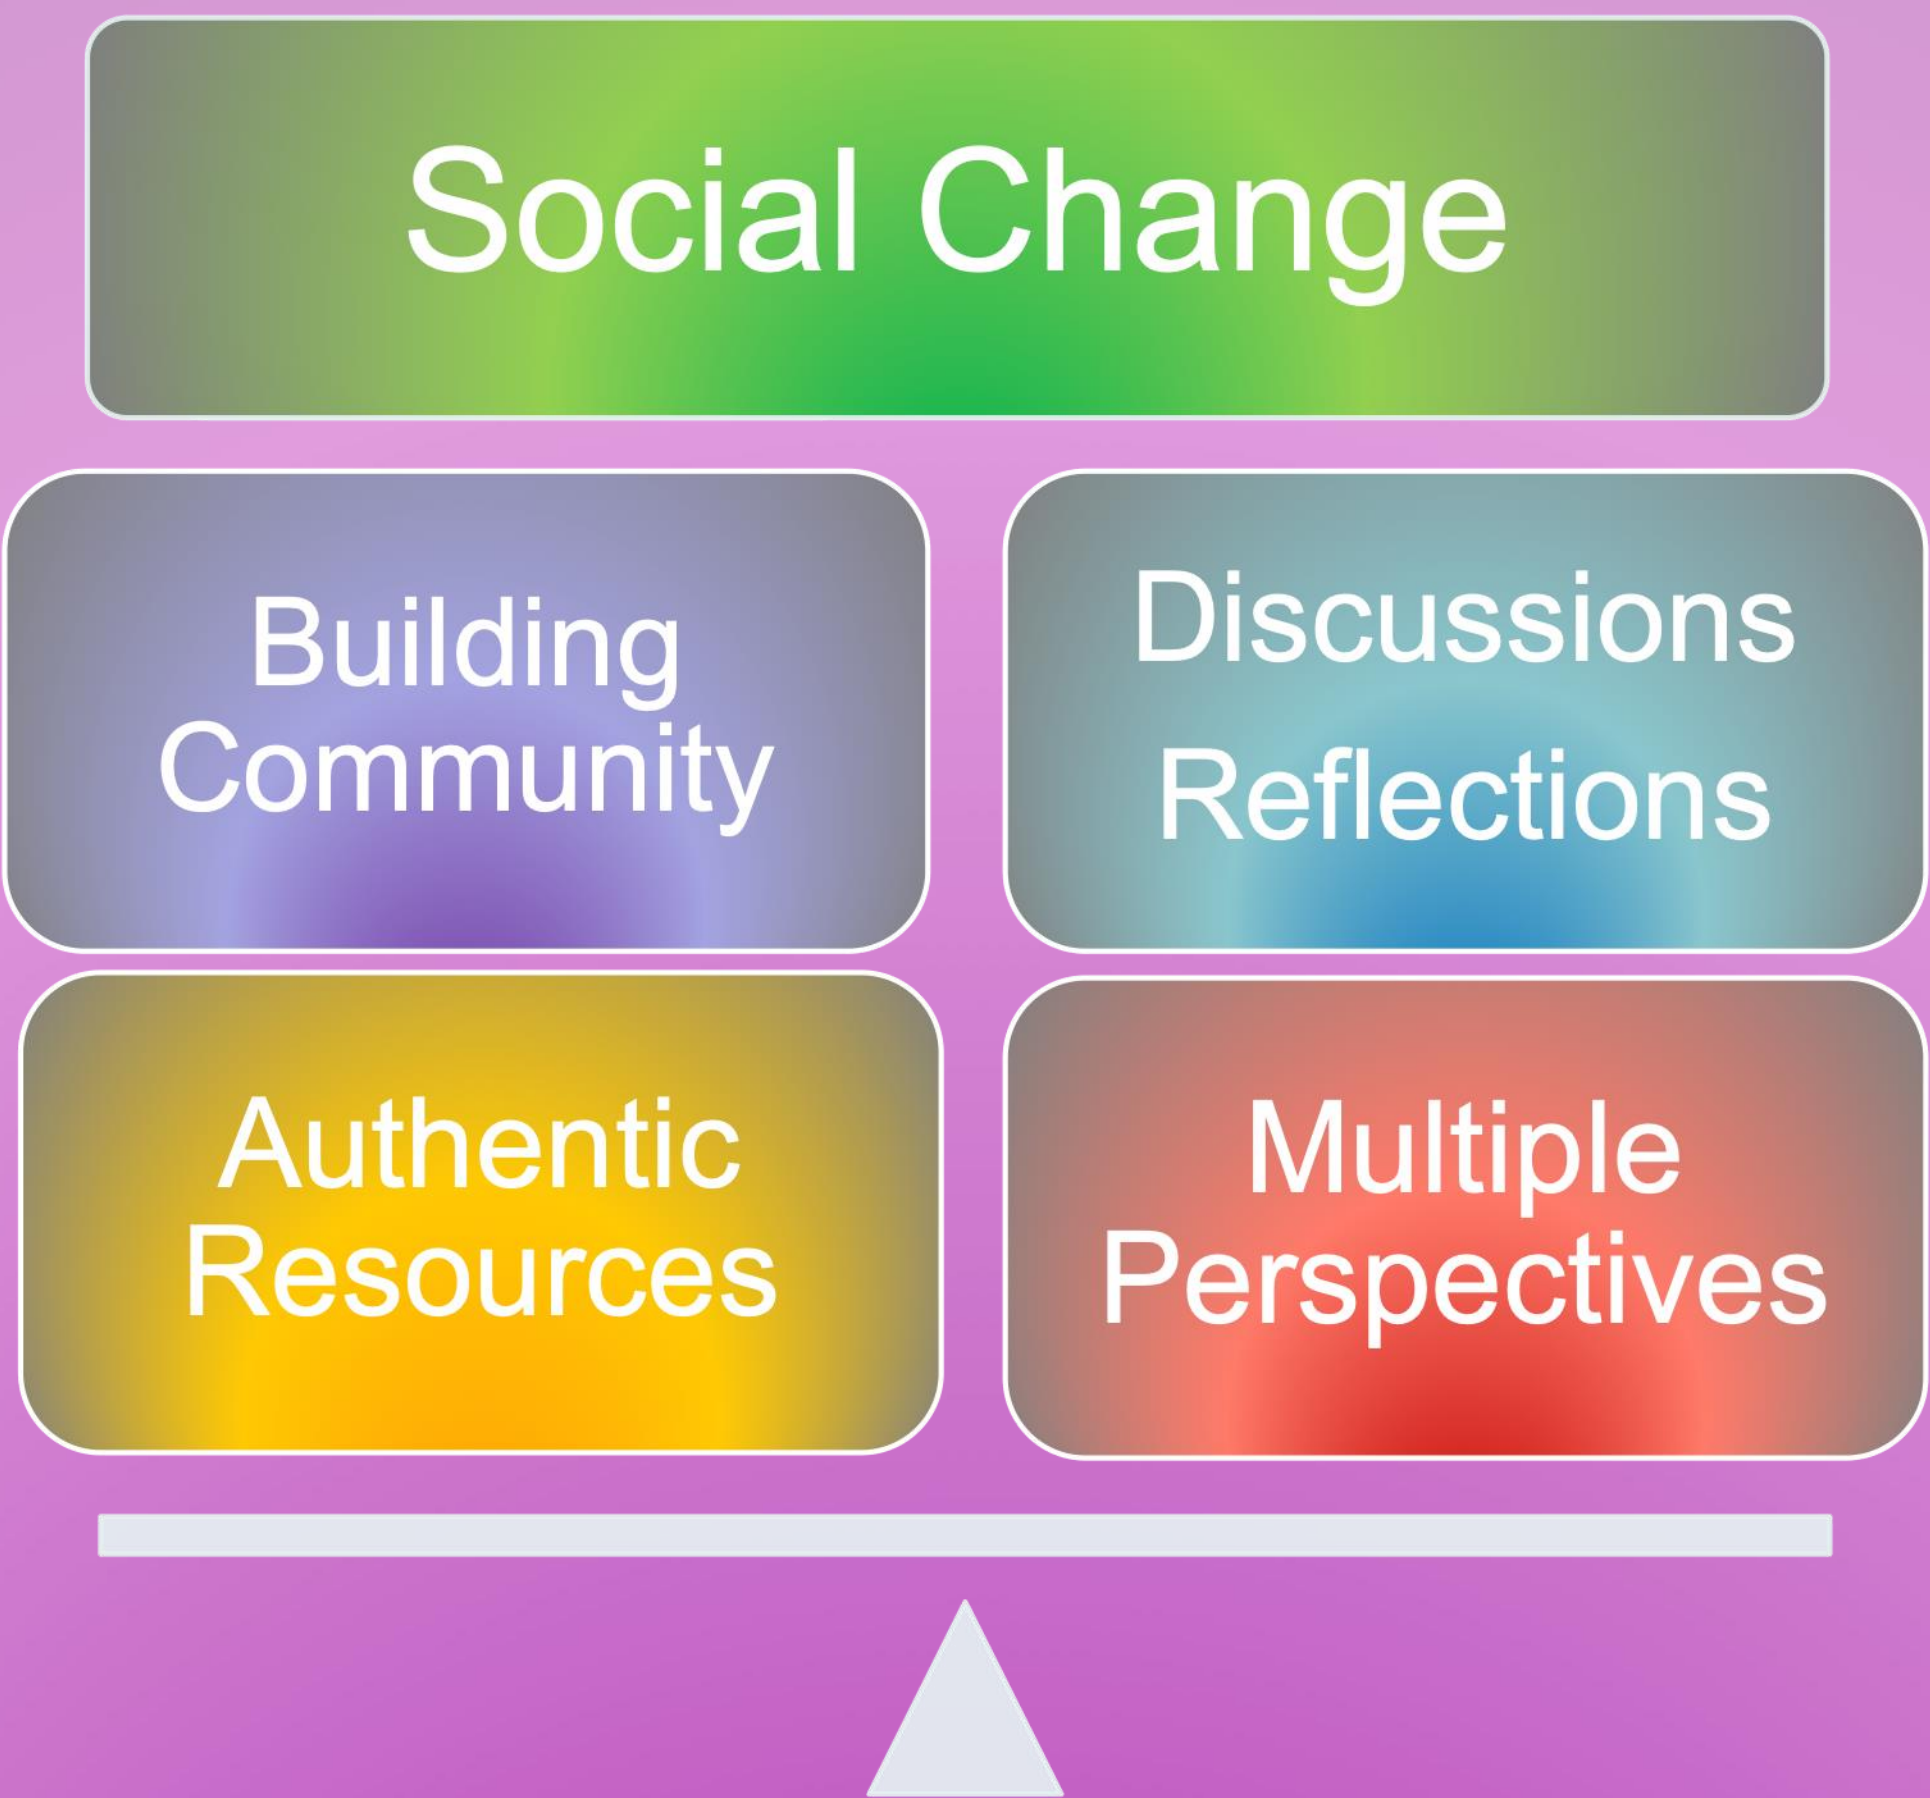 Social Change
Building
Community
Discussions
Reflections
Authentic
Resources
Multiple
Perspectives